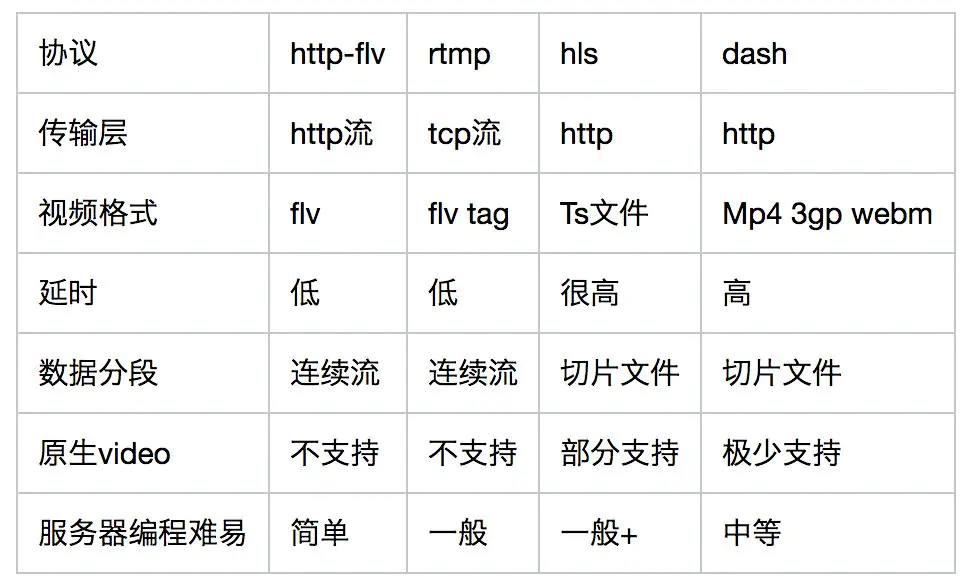 协议 http-flv rtmp hls dash
传输层 http流 tcp流 http http
视频格式 flv flv tag Ts文件 Mp4 3gp webm
延时 低 低 很高 高
数据分段 连续流 连续流 切片文件 切片文件
原生video 不支持 不支持 部分支持 极少支持
服务器编程难易 简单 一般 一般+ 中等